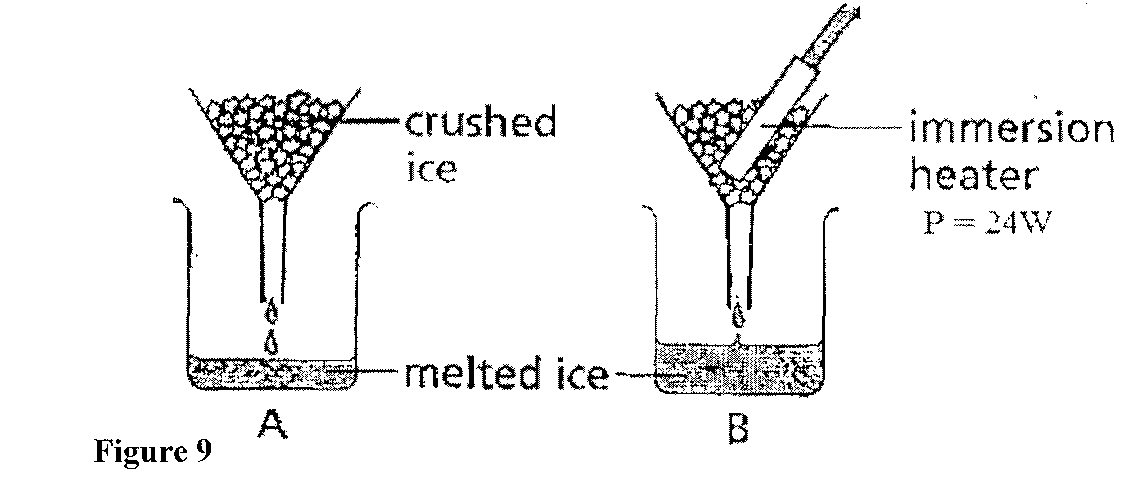 crushed
ice
immersion
heater
P = 24W
melted ice
A
B
Figure 9